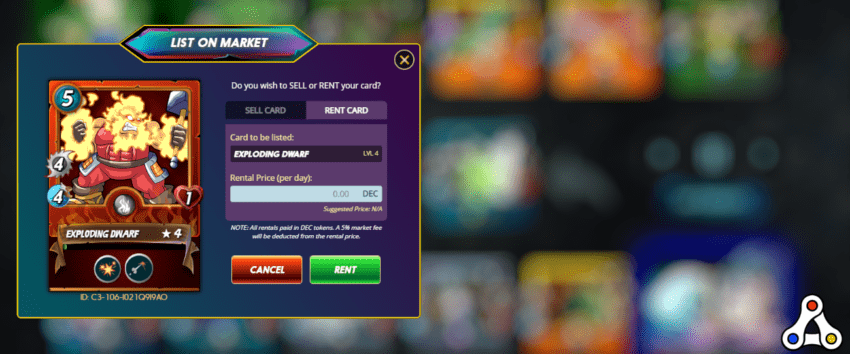 LIST ON MARKET
Do you wish to SELL or RENT your card?
SELL CARD
RENT CARD
Card to be listed:
EXPLODING DWARF
LVL 4
Rental Price (per day):
0.00 DEC
Suggested Price: N/A
NOTE: All rentals paid in DEC tokens. A 5% market fee
will be deducted from the rental price.
CANCEL
RENT
5
4
4
1
EXPLODING DWARF ★ 4
ID: C3-106-I021Q9I9AO